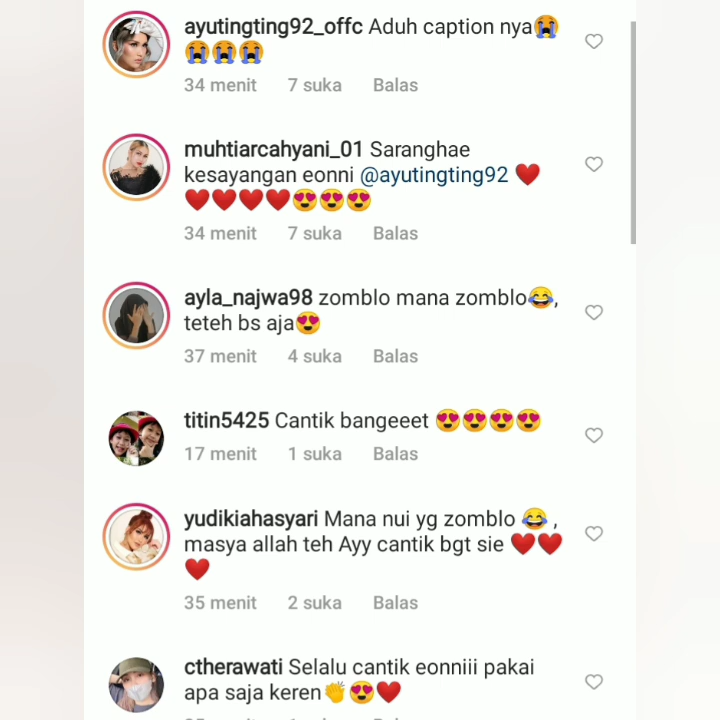 ayutingting92_offc Aduh caption nya😭
😭😭😭
34 menit 7 suka Balas
muhtiarcahyani_01 Saranghae
kesayangan eonni @ayutingting92 ❤️
❤️❤️❤️❤️😍😍😍
34 menit 7 suka Balas
ayla_najwa98 zomblo mana zomblo😂,
teteh bs aja😍
37 menit 4 suka Balas
titin5425 Cantik bangeeet 😍😍😍😍
17 menit 1 suka Balas
yudikiahasyari Mana nui yg zomblo 😂,
masya allah teh Ayy cantik bgt sie ❤️❤️
❤️
35 menit 2 suka Balas
ctherawati Selalu cantik eonniii pakai
apa saja keren👏😍❤️